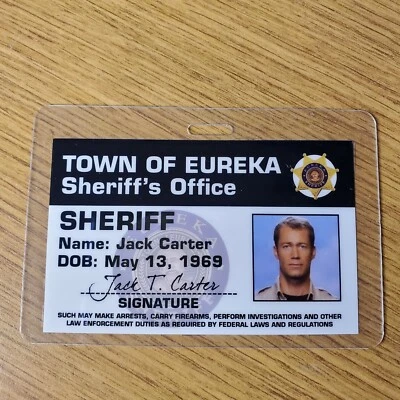 TOWN OF EUREKA
Sheriff's Office
SHERIFF
Name: Jack Carter
DOB: May 13, 1969
Jack T. Carter
SIGNATURE
SUCH MAY MAKE ARRESTS, CARRY FIREARMS, PERFORM INVESTIGATIONS AND OTHER
LAW ENFORCEMENT DUTIES AS REQUIRED BY FEDERAL LAWS AND REGULATIONS